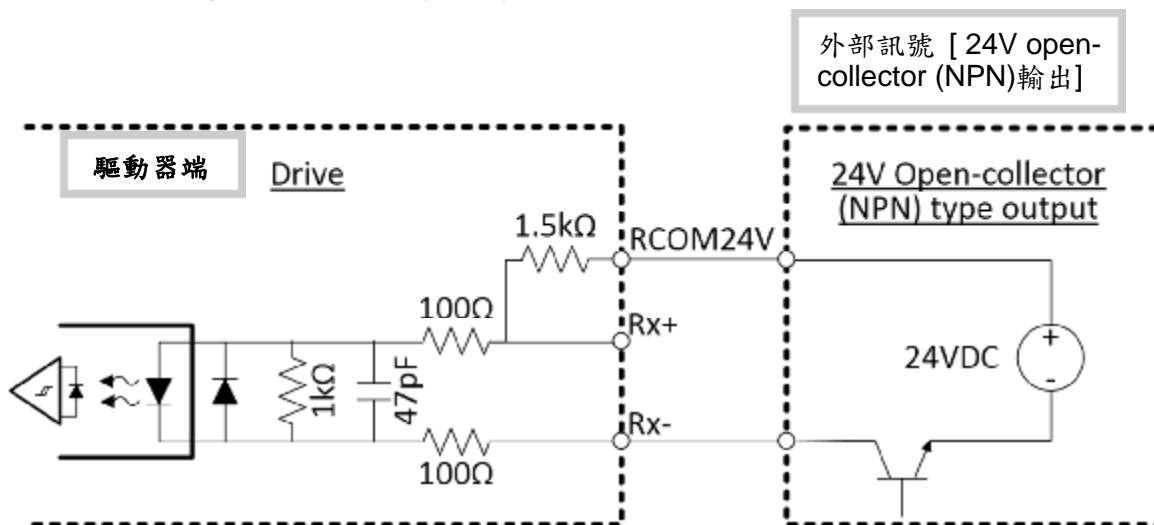 外部訊號 [ 24V open-
collector (NPN)輸出]
驅動器端
Drive
24V Open-collector
(NPN) type output
1.5kΩ
RCOM24V
100Ω
Rx+
1kΩ
47pF
24VDC
+
-
Rx-
100Ω